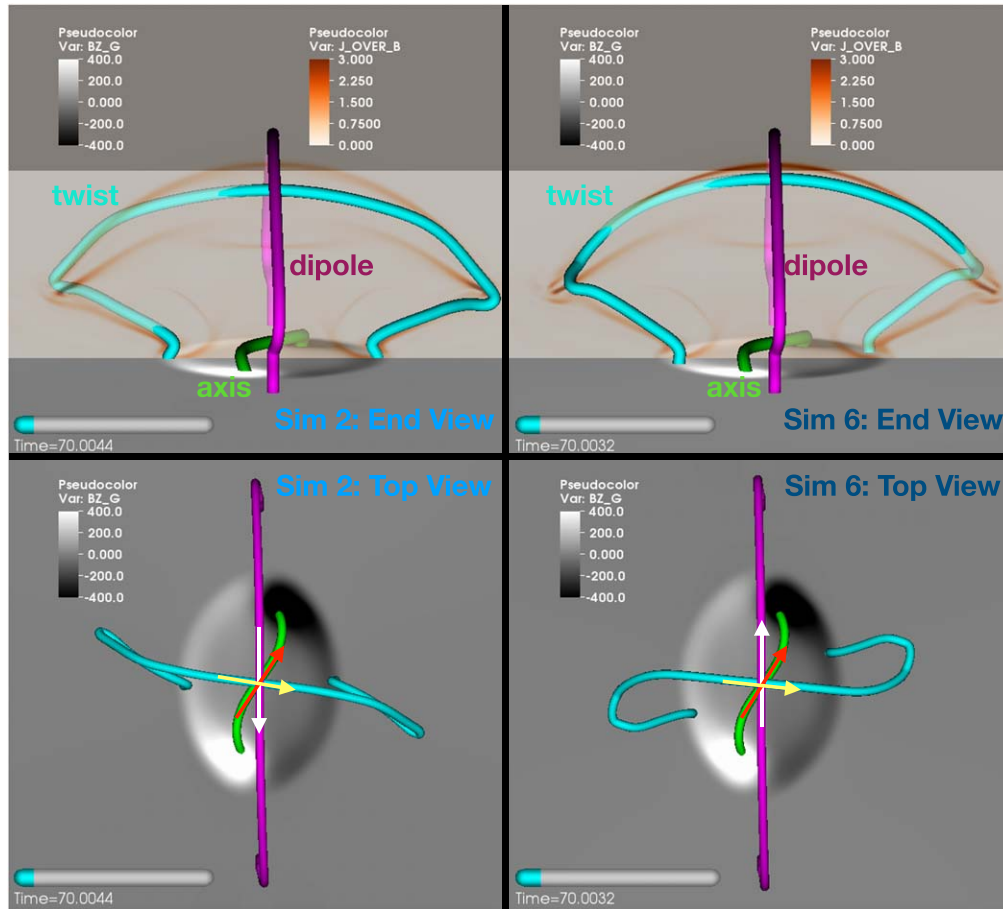 Pseudocolor
Var: BZ_G
400.0
200.0
0.000
-200.0
-400.0
Pseudocolor
Var: J_OVER_B
3.000
2.250
1.500
0.7500
0.000
twist
dipole
axis
Sim 2: End View
Time=70.0044
Pseudocolor
Var: BZ_G
400.0
200.0
0.000
-200.0
-400.0
Pseudocolor
Var: J_OVER_B
3.000
2.250
1.500
0.7500
0.000
twist
dipole
axis
Sim 6: End View
Time=70.0032
Sim 2: Top View
Pseudocolor
Var: BZ_G
400.0
200.0
0.000
-200.0
-400.0
Time=70.0044
Sim 6: Top View
Pseudocolor
Var: BZ_G
400.0
200.0
0.000
-200.0
-400.0
Time=70.0032